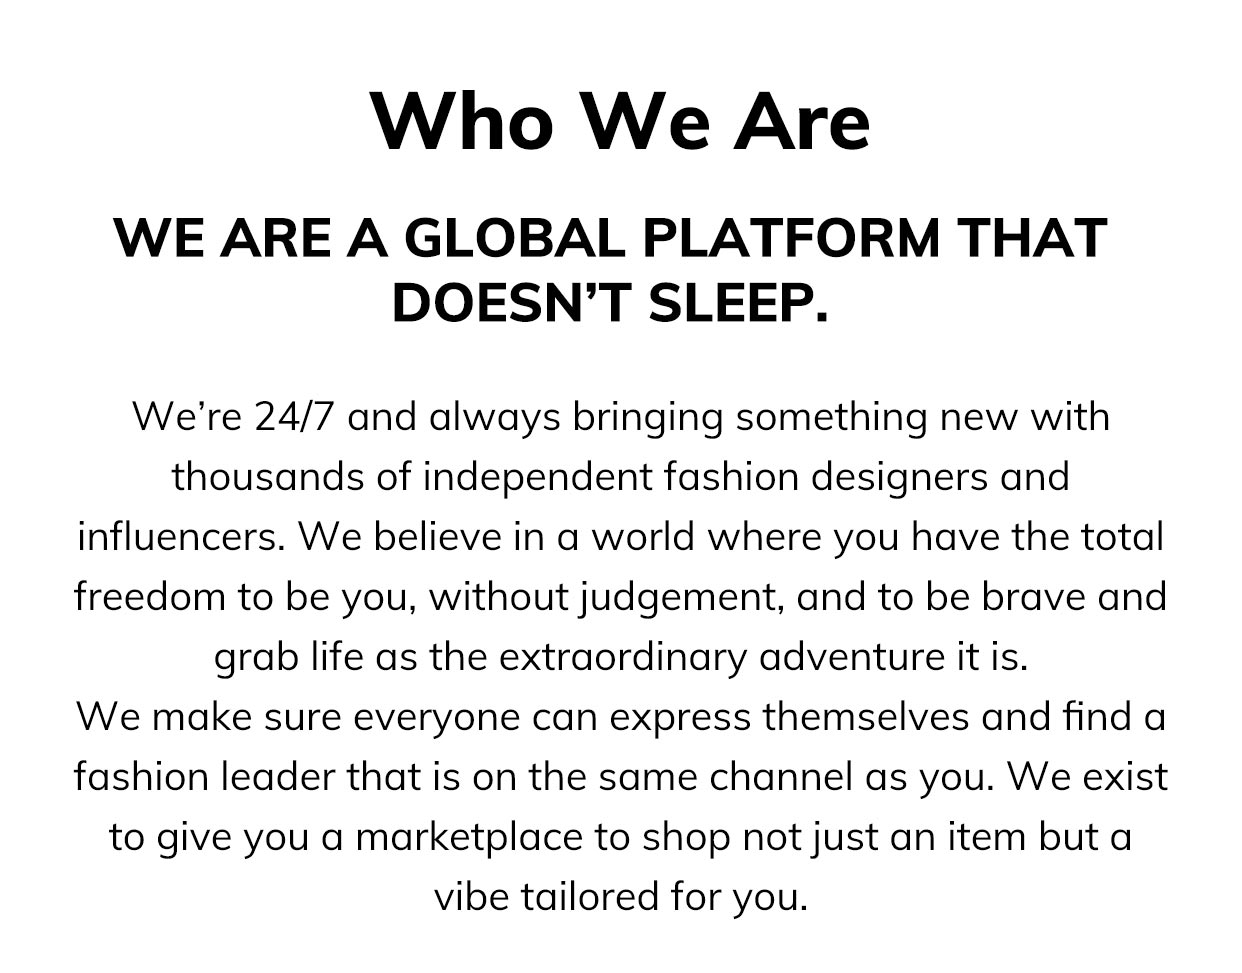 Who We Are
WE ARE A GLOBAL PLATFORM THAT
DOESN’T SLEEP.
We’re 24/7 and always bringing something new with
thousands of independent fashion designers and
influencers. We believe in a world where you have the total
freedom to be you, without judgement, and to be brave and
grab life as the extraordinary adventure it is.
We make sure everyone can express themselves and find a
fashion leader that is on the same channel as you. We exist
to give you a marketplace to shop not just an item but a
vibe tailored for you.